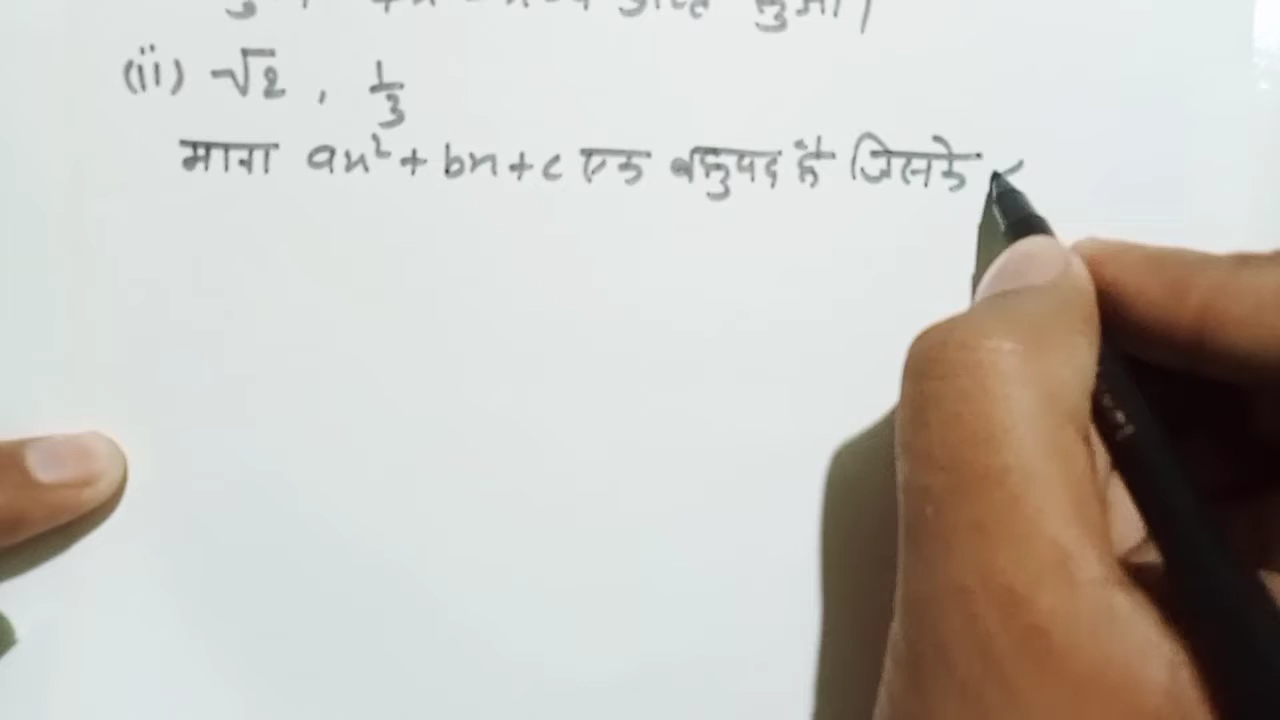 (ii) √2 , 1/3
माना ax² + bx + c एक बहुपद है जिसके